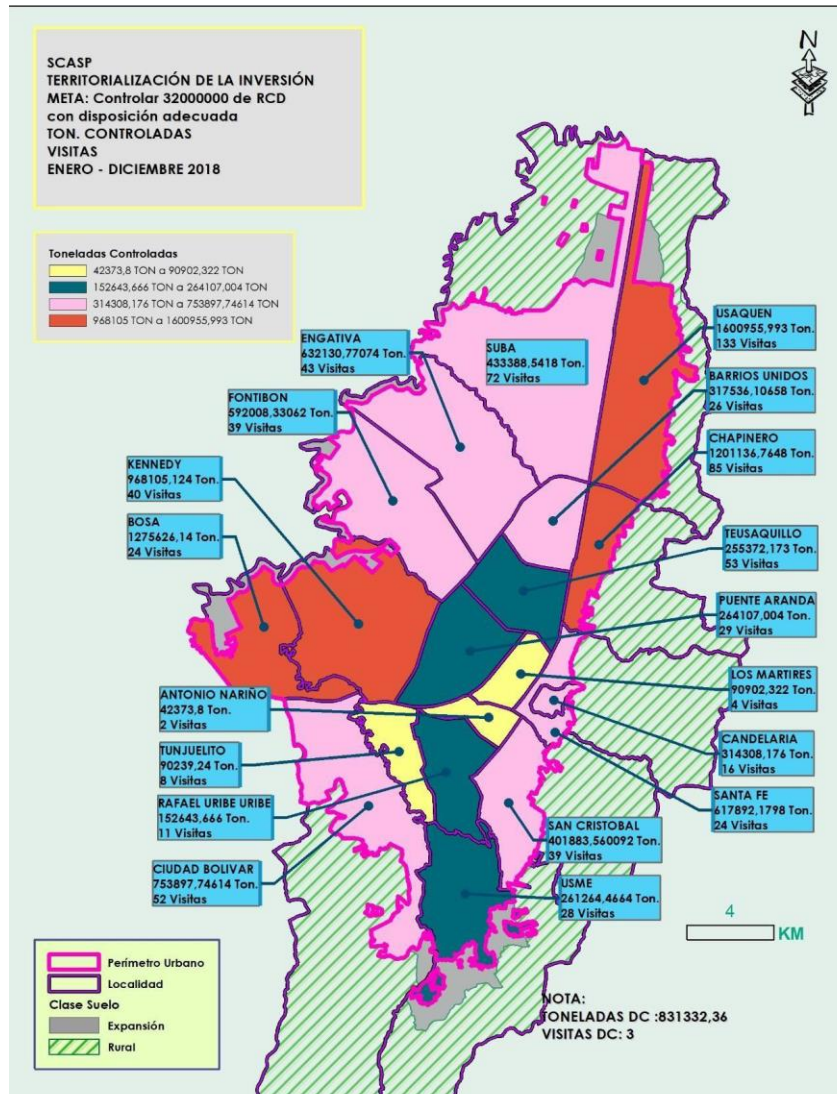 SCASP
TERRITORIALIZACIÓN DE LA INVERSIÓN
META: Controlar 32000000 de RCD
con disposición adecuada
TON. CONTROLADAS
VISITAS
ENERO - DICIEMBRE 2018
N
Toneladas Controladas
42373,8 TON a 90902,322 TON
152643,666 TON a 264107,004 TON
314308,176 TON a 753897,74614 TON
968105 TON a 1600955,993 TON
ENGATIVA
632130,77074 Ton.
43 Visitas
SUBA
433388,5418 Ton.
72 Visitas
USAQUEN
1600955,993 Ton.
133 Visitas
FONTIBON
592008,33062 Ton.
39 Visitas
BARRIOS UNIDOS
317536,10658 Ton.
26 Visitas
KENNEDY
968105,124 Ton.
40 Visitas
CHAPINERO
1201136,7648 Ton.
85 Visitas
BOSA
1275626,14 Ton.
24 Visitas
TEUSAQUILLO
255372,173 Ton.
53 Visitas
PUENTE ARANDA
264107,004 Ton.
29 Visitas
LOS MARTIRES
90902,322 Ton.
4 Visitas
ANTONIO NARIÑO
42373,8 Ton.
2 Visitas
CANDELARIA
314308,176 Ton.
16 Visitas
TUNJUELITO
90239,24 Ton.
8 Visitas
SANTA FE
617892,1798 Ton.
24 Visitas
RAFAEL URIBE URIBE
152643,666 Ton.
11 Visitas
SAN CRISTOBAL
401883,560092 Ton.
39 Visitas
CIUDAD BOLIVAR
753897,74614 Ton.
52 Visitas
USME
261264,4664 Ton.
28 Visitas
4
KM
Perímetro Urbano
Localidad
Clase Suelo
Expansión
Rural
NOTA:
TONELADAS DC :831332,36
VISITAS DC: 3